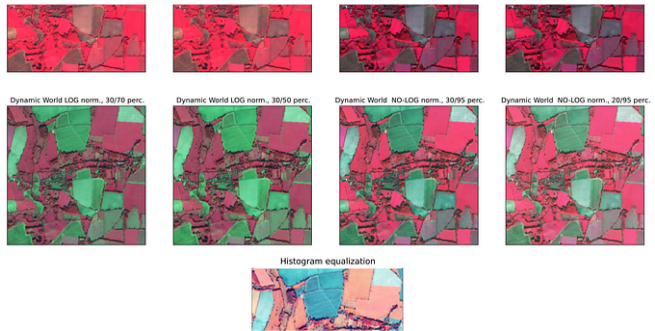 Dynamic World LOG norm., 30/70 perc.
Dynamic World LOG norm., 30/50 perc.
Dynamic World NO-LOG norm., 30/95 perc.
Dynamic World NO-LOG norm., 20/95 perc.
Histogram equalization